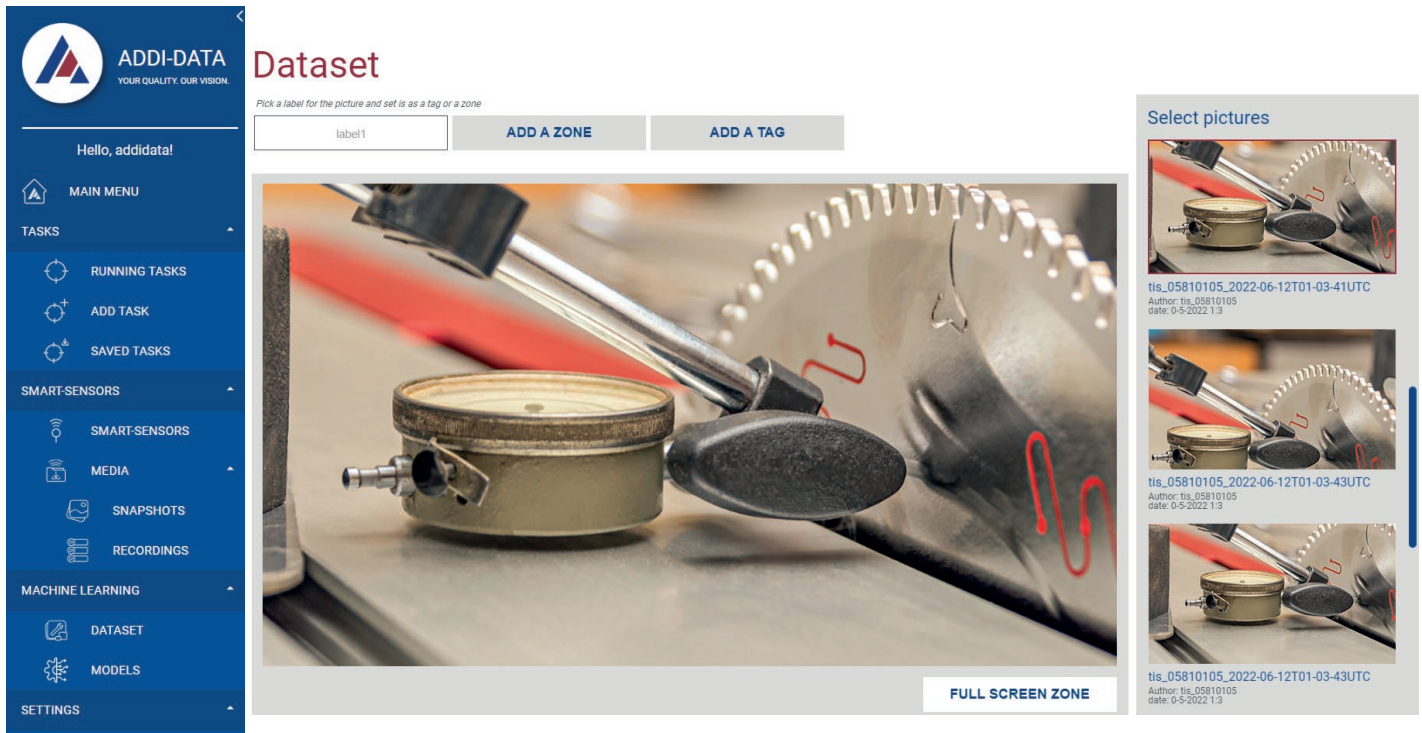 ADDI-DATA
YOUR QUALITY. OUR VISION.
Hello, addidata!
MAIN MENU
TASKS
RUNNING TASKS
ADD TASK
SAVED TASKS
SMART-SENSORS
SMART-SENSORS
MEDIA
SNAPSHOTS
RECORDINGS
MACHINE LEARNING
DATASET
MODELS
SETTINGS
Dataset
Pick a label for the picture and set is as a tag or a zone
label1
ADD A ZONE
ADD A TAG
FULL SCREEN ZONE
Select pictures
tis_05810105_2022-06-12T01-03-41UTC
Author: tis_05810105
date: 0-5-2022 1:3
tis_05810105_2022-06-12T01-03-43UTC
Author: tis_05810105
date: 0-5-2022 1:3
tis_05810105_2022-06-12T01-03-43UTC
Author: tis_05810105
date: 0-5-2022 1:3